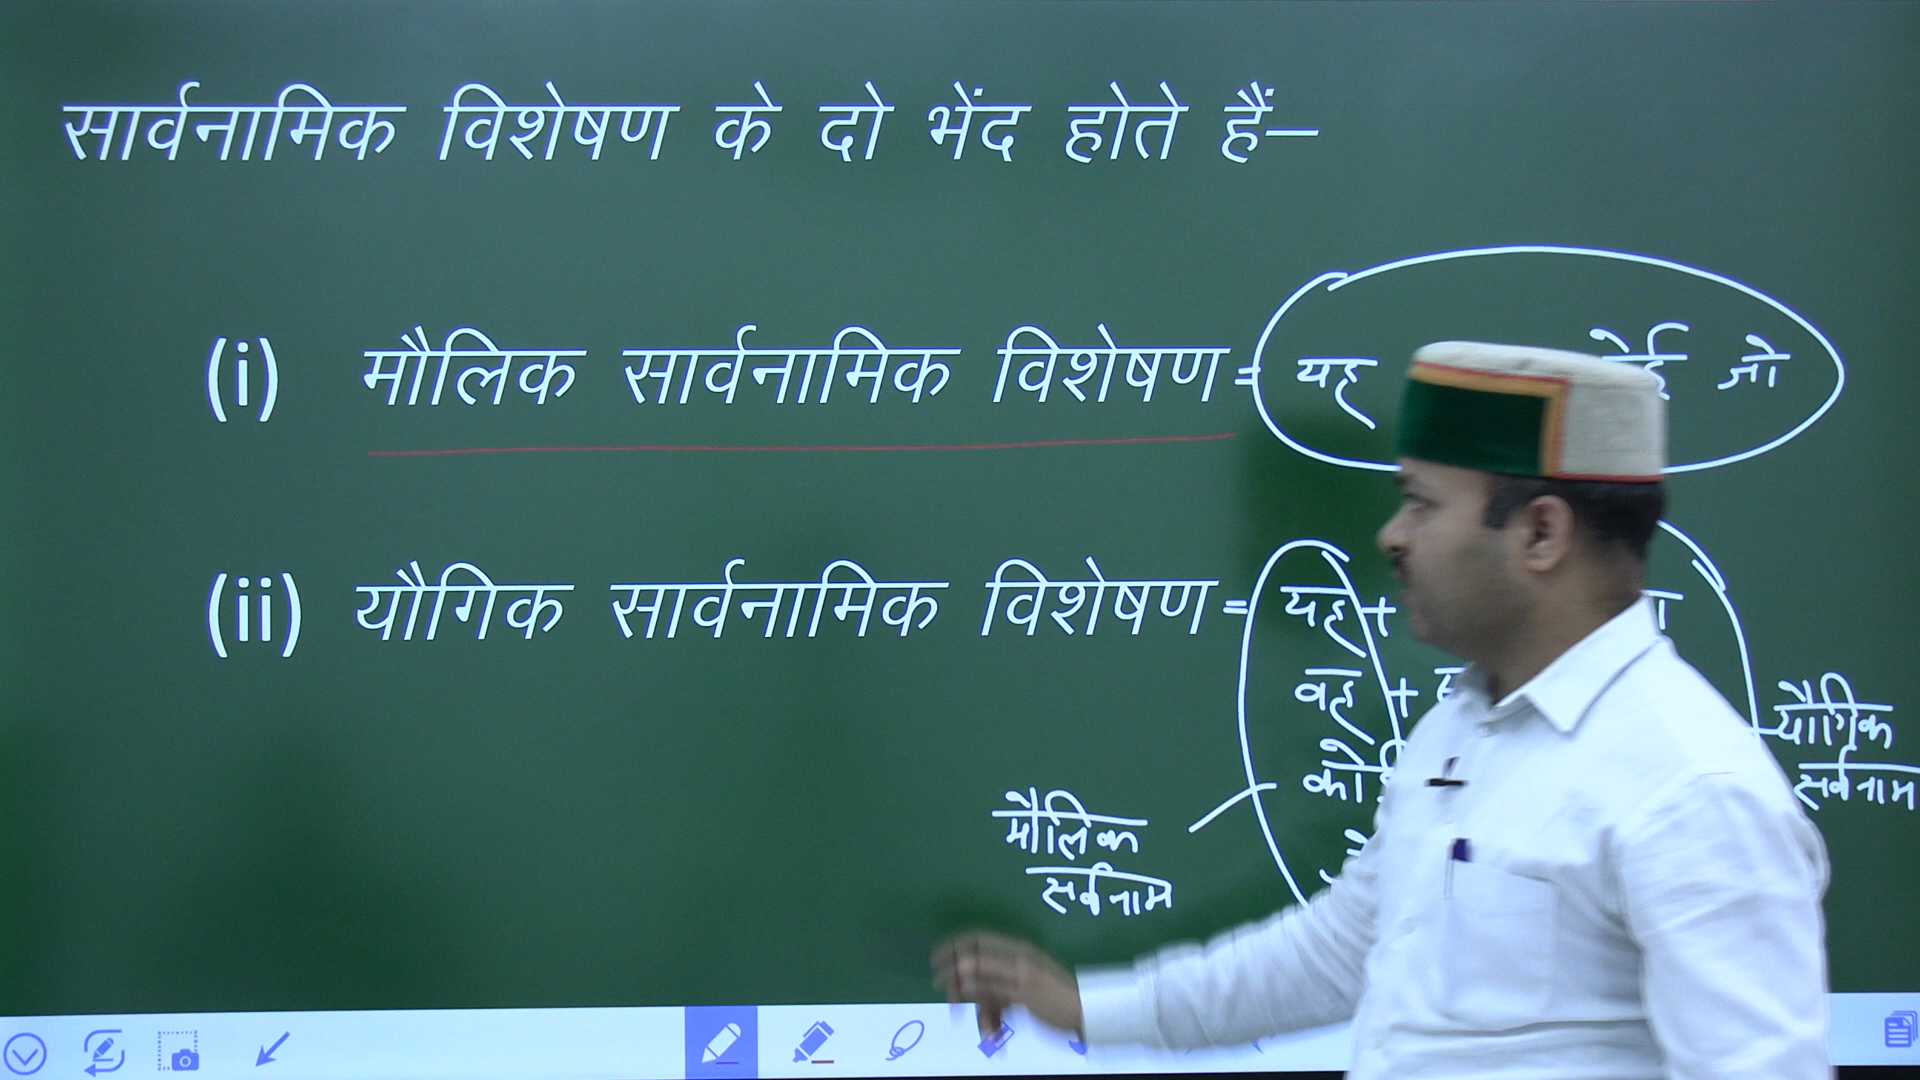 सार्वनामिक विशेषण के दो भेंद होते हैं–
(i) मौलिक सार्वनामिक विशेषण = यह जो
(ii) यौगिक सार्वनामिक विशेषण = यह +
वह +
यौगिक
सर्वनाम
मौलिक
सर्वनाम